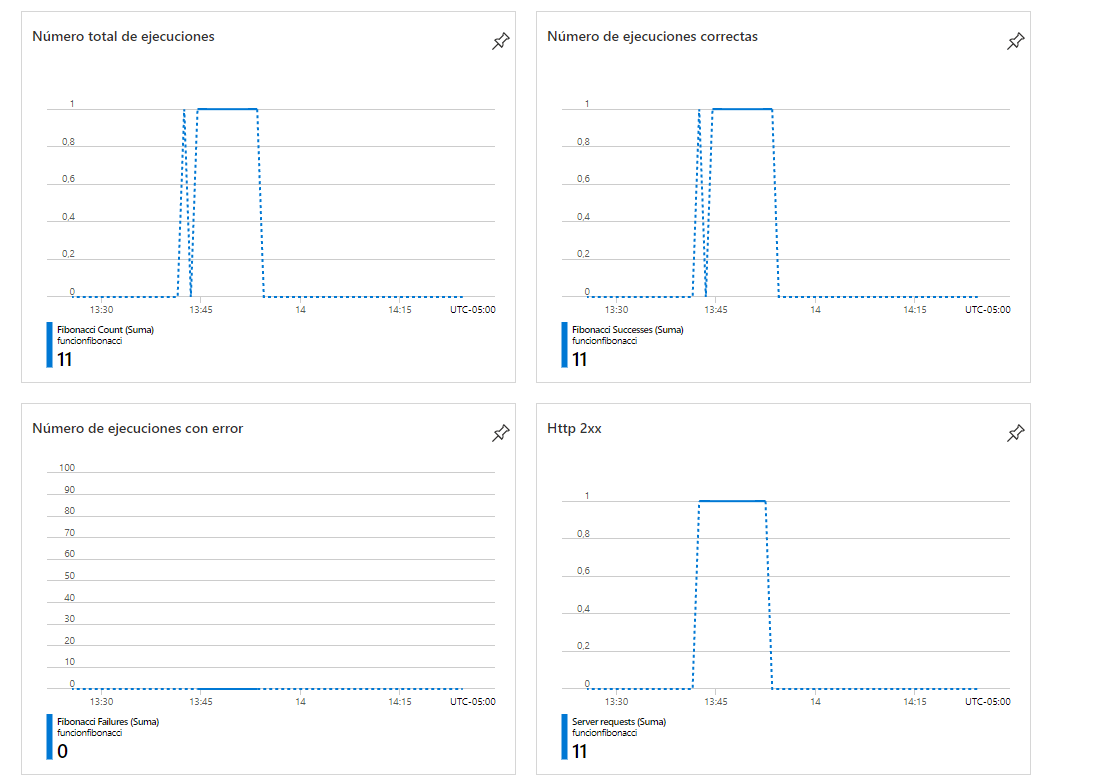 Número total de ejecuciones
1
0,8
0,6
0,4
0,2
0
13:30 13:45 14 14:15 UTC-05:00
Fibonacci Count (Suma)
funcionfibonacci
11
Número de ejecuciones correctas
1
0,8
0,6
0,4
0,2
0
13:30 13:45 14 14:15 UTC-05:00
Fibonacci Successes (Suma)
funcionfibonacci
11
Número de ejecuciones con error
100
90
80
70
60
50
40
30
20
10
0
13:30 13:45 14 14:15 UTC-05:00
Fibonacci Failures (Suma)
funcionfibonacci
0
Http 2xx
1
0,8
0,6
0,4
0,2
0
13:30 13:45 14 14:15 UTC-05:00
Server requests (Suma)
funcionfibonacci
11